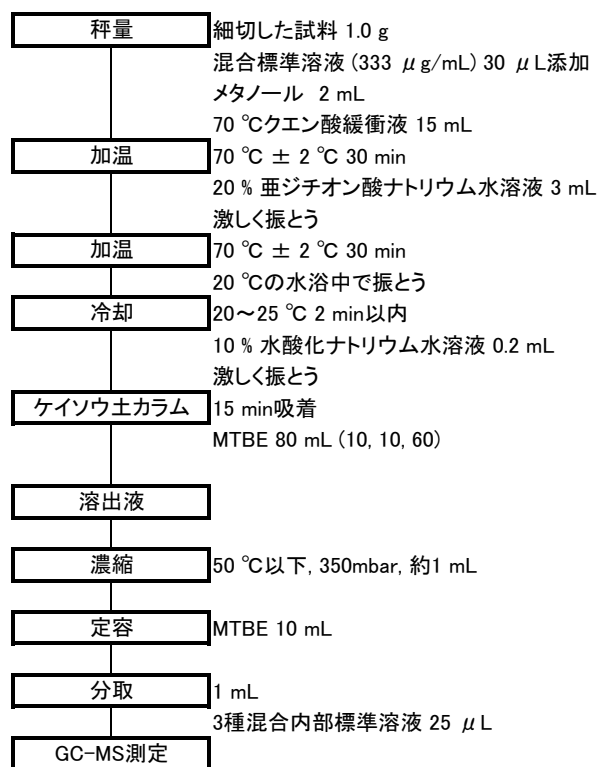 秤量 細切した試料 1.0 g
混合標準溶液 (333 μg/mL) 30 μL添加
メタノール 2 mL
70 ℃クエン酸緩衝液 15 mL
加温 70 ℃ ± 2 ℃ 30 min
20 % 亜ジチオン酸ナトリウム水溶液 3 mL
激しく振とう
加温 70 ℃ ± 2 ℃ 30 min
20 ℃の水浴中で振とう
冷却 20～25 ℃ 2 min以内
10 % 水酸化ナトリウム水溶液 0.2 mL
激しく振とう
ケイソウ土カラム 15 min吸着
MTBE 80 mL (10, 10, 60)
溶出液
濃縮 50 ℃以下, 350mbar, 約1 mL
定容 MTBE 10 mL
分取 1 mL
3種混合内部標準溶液 25 μL
GC-MS測定